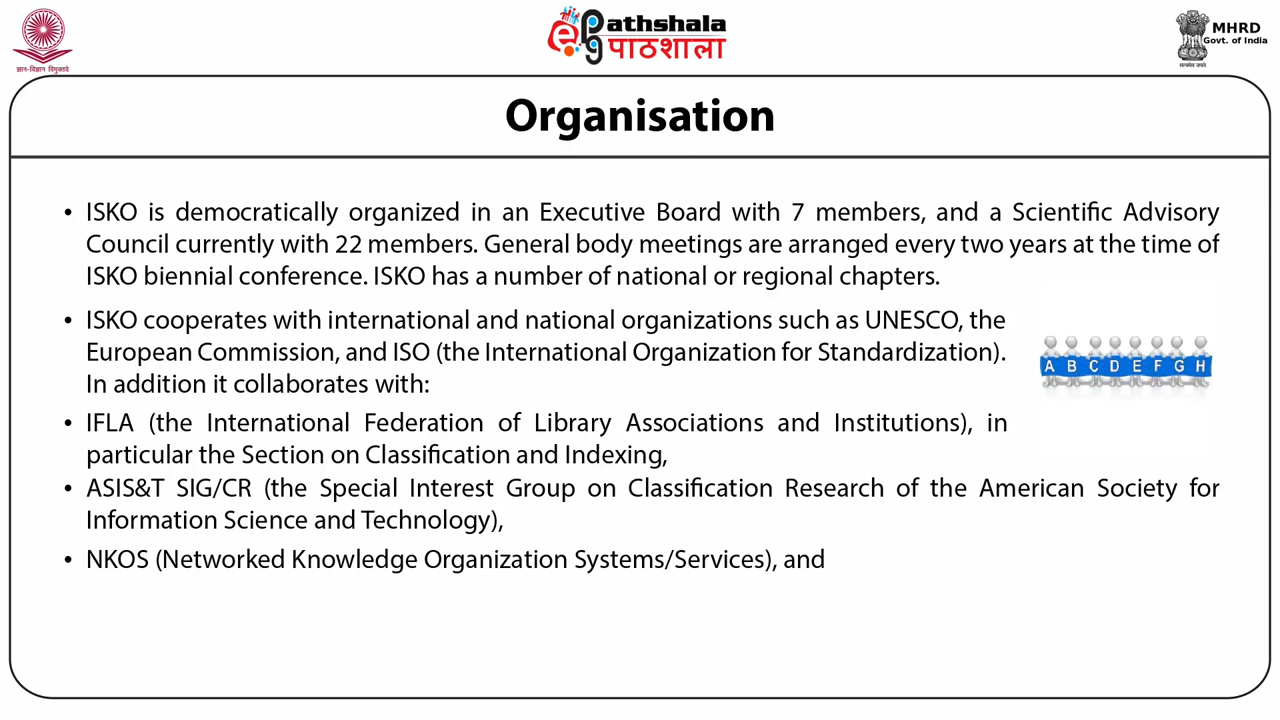 ज्ञान-विज्ञान विमुक्तये
ePG Pathshala
पाठशाला
MHRD
Govt. of India
सत्यमेव जयते
Organisation
• ISKO is democratically organized in an Executive Board with 7 members, and a Scientific Advisory
Council currently with 22 members. General body meetings are arranged every two years at the time of
ISKO biennial conference. ISKO has a number of national or regional chapters.
• ISKO cooperates with international and national organizations such as UNESCO, the
European Commission, and ISO (the International Organization for Standardization).
In addition it collaborates with:
A B C D E F G H
• IFLA (the International Federation of Library Associations and Institutions), in
particular the Section on Classification and Indexing,
• ASIS&T SIG/CR (the Special Interest Group on Classification Research of the American Society for
Information Science and Technology),
• NKOS (Networked Knowledge Organization Systems/Services), and